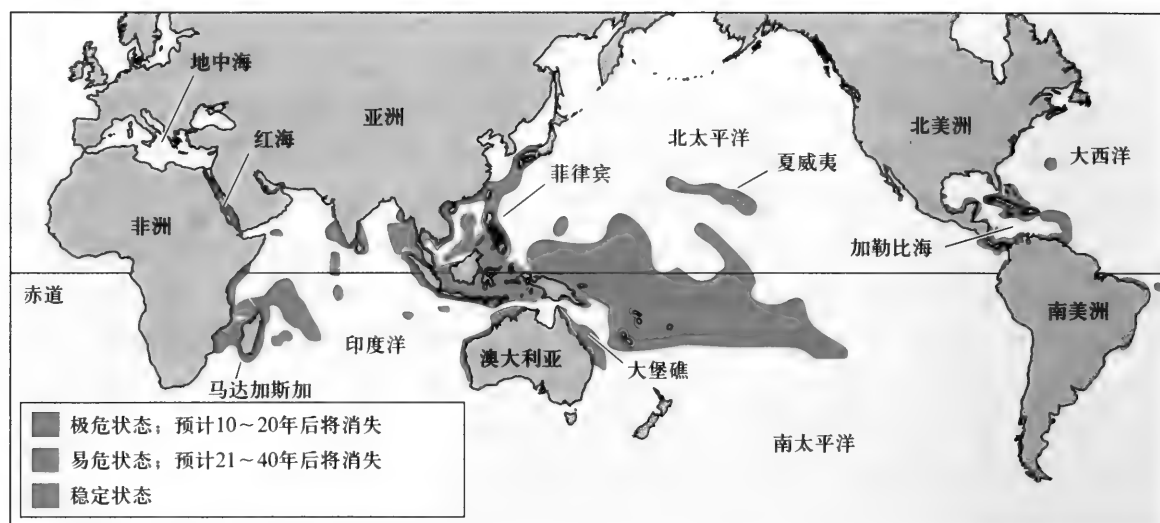 地中海
亚洲
红海
北美洲
北太平洋
大西洋
夏威夷
菲律宾
非洲
加勒比海
赤道
南美洲
印度洋
澳大利亚
大堡礁
马达加斯加
极危状态；预计10～20年后将消失
易危状态；预计21～40年后将消失
南太平洋
稳定状态